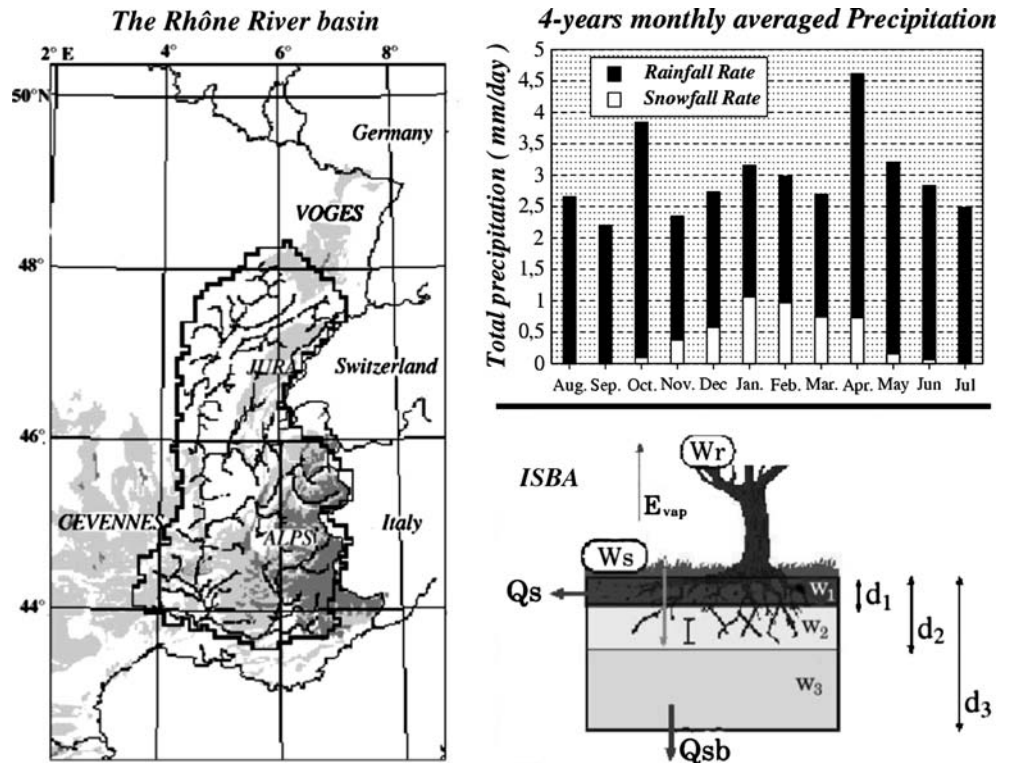 The Rhône River basin
2° E
4°
6°
8°
50°N
48°
46°
44°
Germany
VOGES
JURA
Switzerland
CEVENNES
ALPS
Italy
4-years monthly averaged Precipitation
Total precipitation ( mm/day )
5
4,5
4
3,5
3
2,5
2
1,5
1
0,5
0
Rainfall Rate
Snowfall Rate
Aug. Sep. Oct. Nov. Dec Jan. Feb. Mar. Apr. May Jun Jul
ISBA
Wr
Evap
Ws
Qs
w1
d1
w2
d2
I
w3
d3
Qsb